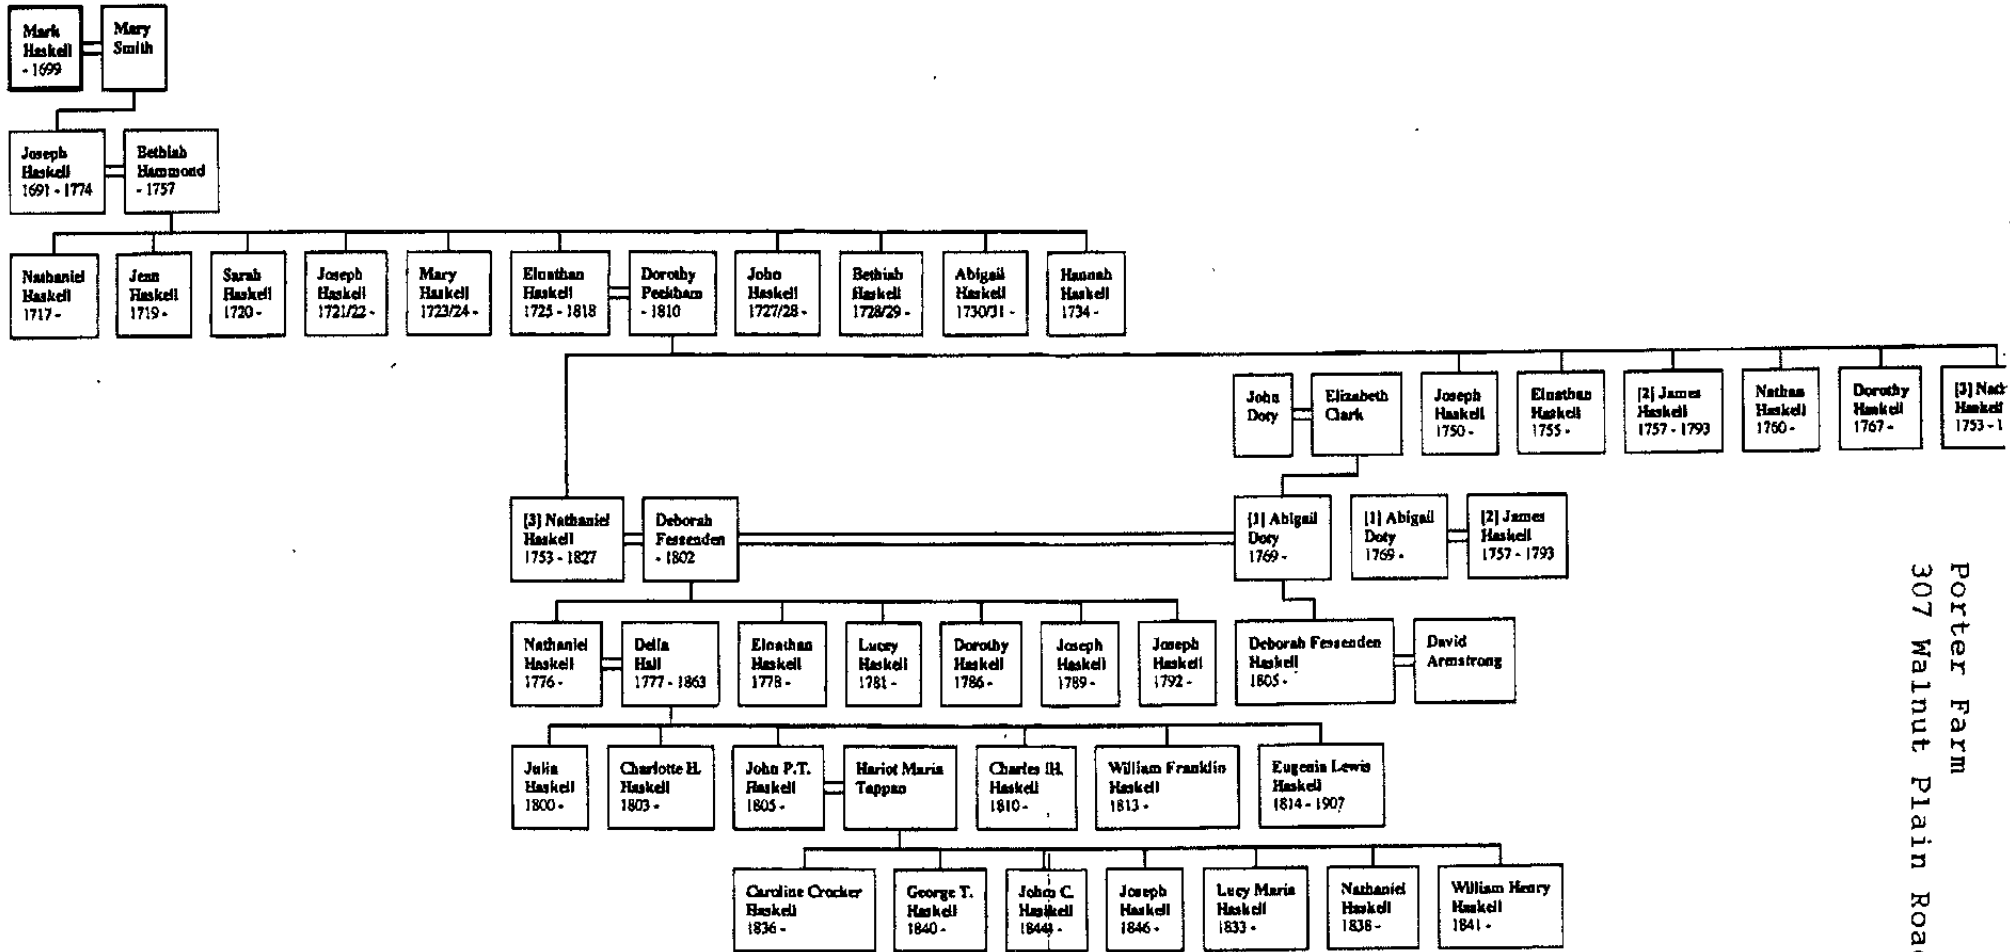 Mark
Haskell
- 1699
Mary
Smith
Joseph
Haskell
1691 - 1774
Bethiah
Hammond
- 1757
Nathaniel
Haskell
1717 -
Jean
Haskell
1719 -
Sarah
Haskell
1720 -
Joseph
Haskell
1721/22 -
Mary
Haskell
1723/24 -
Elnathan
Haskell
1725 - 1818
Dorothy
Peckham
- 1810
John
Haskell
1727/28 -
Bethiah
Haskell
1728/29 -
Abigail
Haskell
1730/31 -
Hannah
Haskell
1734 -
John
Doty
Elizabeth
Clark
Joseph
Haskell
1750 -
Elnathan
Haskell
1755 -
[2] James
Haskell
1757 - 1793
Nathan
Haskell
1760 -
Dorothy
Haskell
1767 -
[3] Nath
Haskell
1753 - 1
[3] Nathaniel
Haskell
1753 - 1827
Deborah
Fessenden
- 1802
[1] Abigail
Doty
1769 -
[1] Abigail
Doty
1769 -
[2] James
Haskell
1757 - 1793
Nathaniel
Haskell
1776 -
Delia
Hall
1777 - 1863
Elnathan
Haskell
1778 -
Lucey
Haskell
1781 -
Dorothy
Haskell
1786 -
Joseph
Haskell
1789 -
Joseph
Haskell
1792 -
Deborah Fessenden
Haskell
1805 -
David
Armstrong
Julia
Haskell
1800 -
Charlotte H.
Haskell
1803 -
John P.T.
Haskell
1805 -
Hariot Maria
Tappan
Charles H.
Haskell
1810 -
William Franklin
Haskell
1813 -
Eugenia Lewis
Haskell
1814 - 1907
Caroline Crocker
Haskell
1836 -
George T.
Haskell
1840 -
John C.
Haskell
1844 -
Joseph
Haskell
1846 -
Lucy Maria
Haskell
1833 -
Nathaniel
Haskell
1838 -
William Henry
Haskell
1841 -
Porter Farm
307 Walnut Plain Road